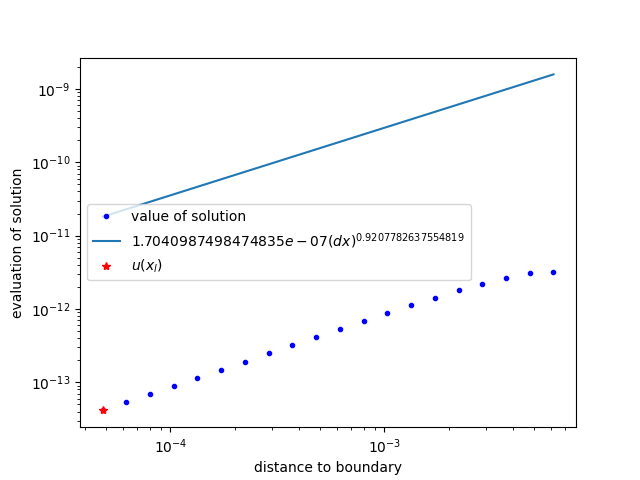 evaluation of solution
10⁻⁹
10⁻¹⁰
10⁻¹¹
10⁻¹²
10⁻¹³
value of solution
1.7040987498474835e − 07(dx)^0.9207782637554819
u(x_l)
10⁻⁴
10⁻³
distance to boundary